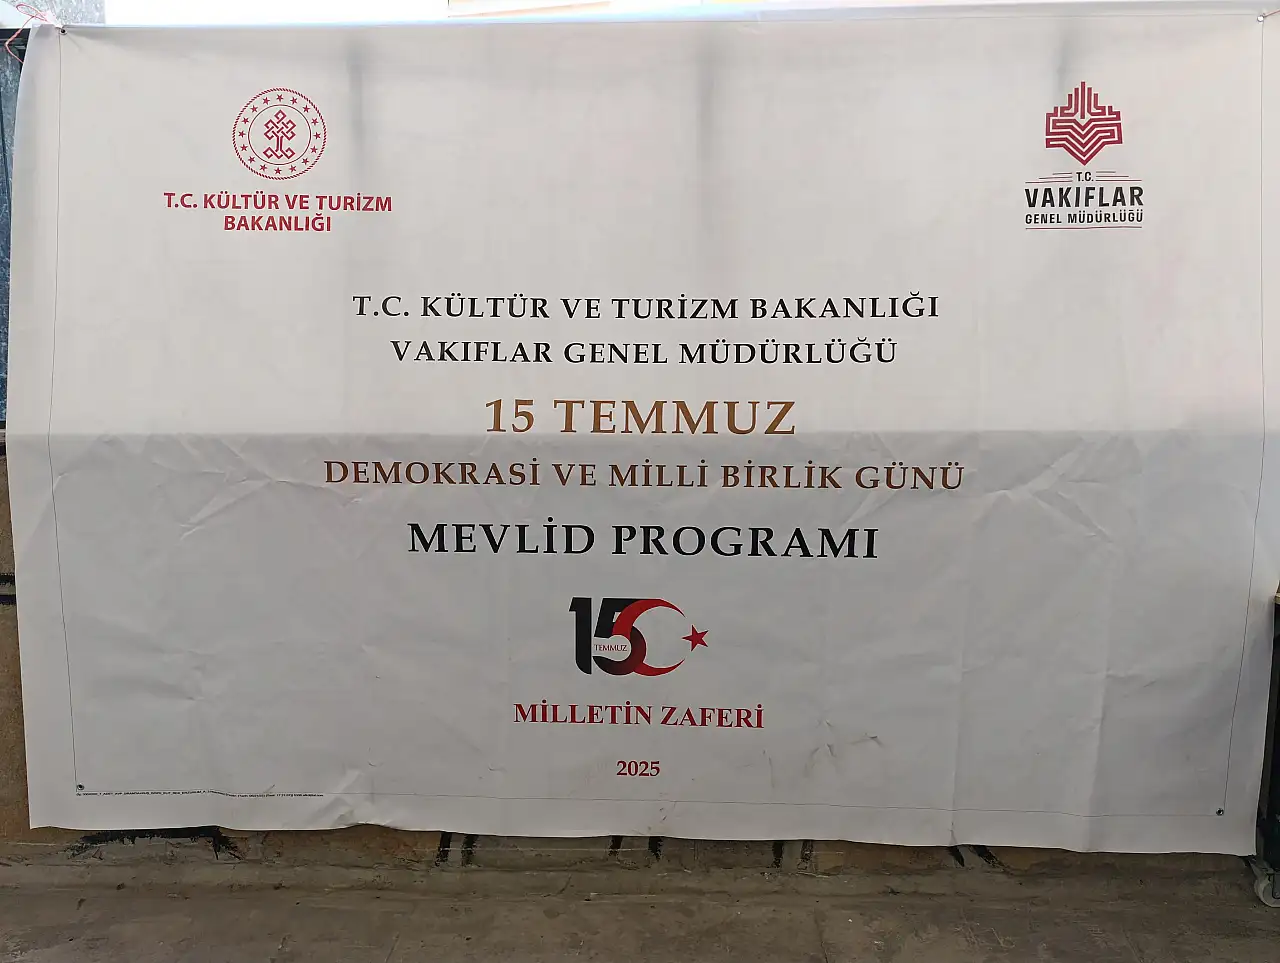 T.C. KÜLTÜR VE TURİZM
BAKANLIĞI
T.C.
VAKIFLAR
GENEL MÜDÜRLÜĞÜ
T.C. KÜLTÜR VE TURİZM BAKANLIĞI
VAKIFLAR GENEL MÜDÜRLÜĞÜ
15 TEMMUZ
DEMOKRASİ VE MİLLİ BİRLİK GÜNÜ
MEVLİD PROGRAMI
15
TEMMUZ
MİLLETİN ZAFERİ
2025